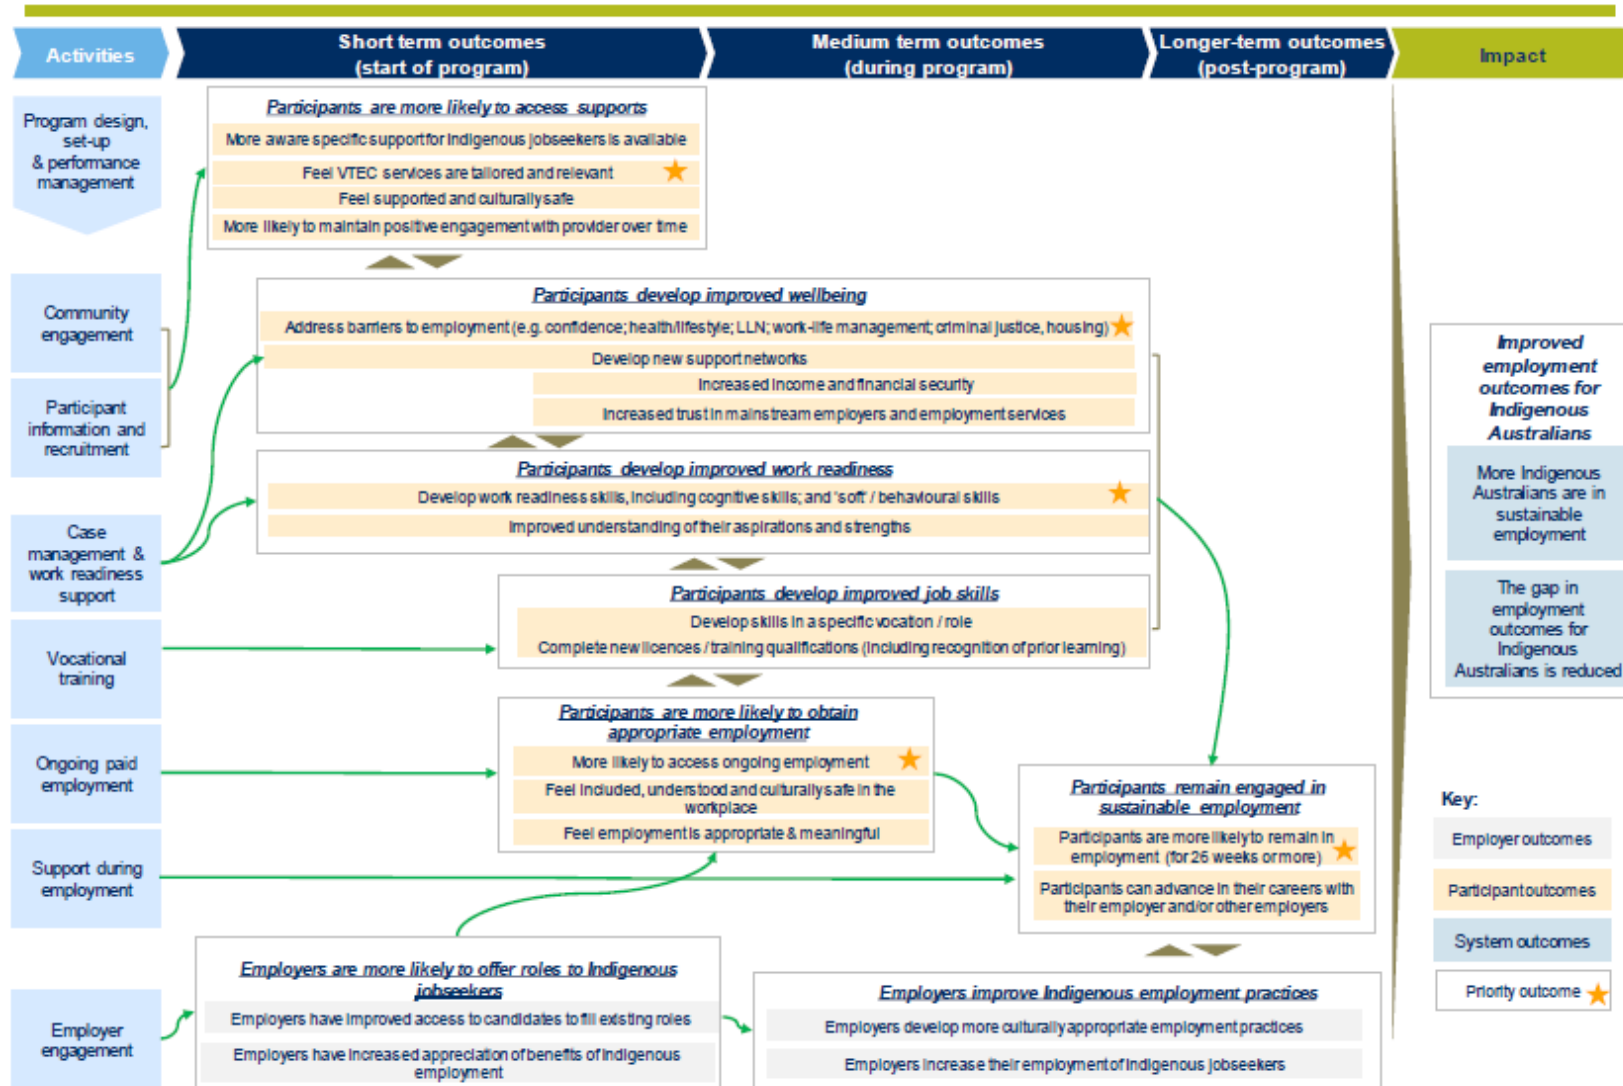 Activities
Short term outcomes
(start of program)
Medium term outcomes
(during program)
Longer-term outcomes
(post-program)
Impact
Program design,
set-up
& performance
management
Participants are more likely to access supports
More aware specific support for Indigenous jobseekers is available
Feel VTEC services are tailored and relevant
Feel supported and culturally safe
More likely to maintain positive engagement with provider over time
Community
engagement
Participant
information and
recruitment
Participants develop improved wellbeing
Address barriers to employment (e.g. confidence; health/lifestyle; LLN; work-life management; criminal justice, housing)
Develop new support networks
Increased income and financial security
Increased trust in mainstream employers and employment services
Case
management &
work readiness
support
Participants develop improved work readiness
Develop work readiness skills, including cognitive skills; and 'soft' / behavioural skills
Improved understanding of their aspirations and strengths
Vocational
training
Participants develop improved job skills
Develop skills in a specific vocation / role
Complete new licences / training qualifications (including recognition of prior learning)
Ongoing paid
employment
Participants are more likely to obtain
appropriate employment
More likely to access ongoing employment
Feel included, understood and culturally safe in the
workplace
Feel employment is appropriate & meaningful
Support during
employment
Participants remain engaged in
sustainable employment
Participants are more likely to remain in
employment (for 26 weeks or more)
Participants can advance in their careers with
their employer and/or other employers
Employer
engagement
Employers are more likely to offer roles to Indigenous
jobseekers
Employers have improved access to candidates to fill existing roles
Employers have increased appreciation of benefits of Indigenous
employment
Employers improve Indigenous employment practices
Employers develop more culturally appropriate employment practices
Employers increase their employment of Indigenous jobseekers
Improved
employment
outcomes for
Indigenous
Australians
More Indigenous
Australians are in
sustainable
employment
The gap in
employment
outcomes for
Indigenous
Australians is reduced
Key:
Employer outcomes
Participant outcomes
System outcomes
Priority outcome